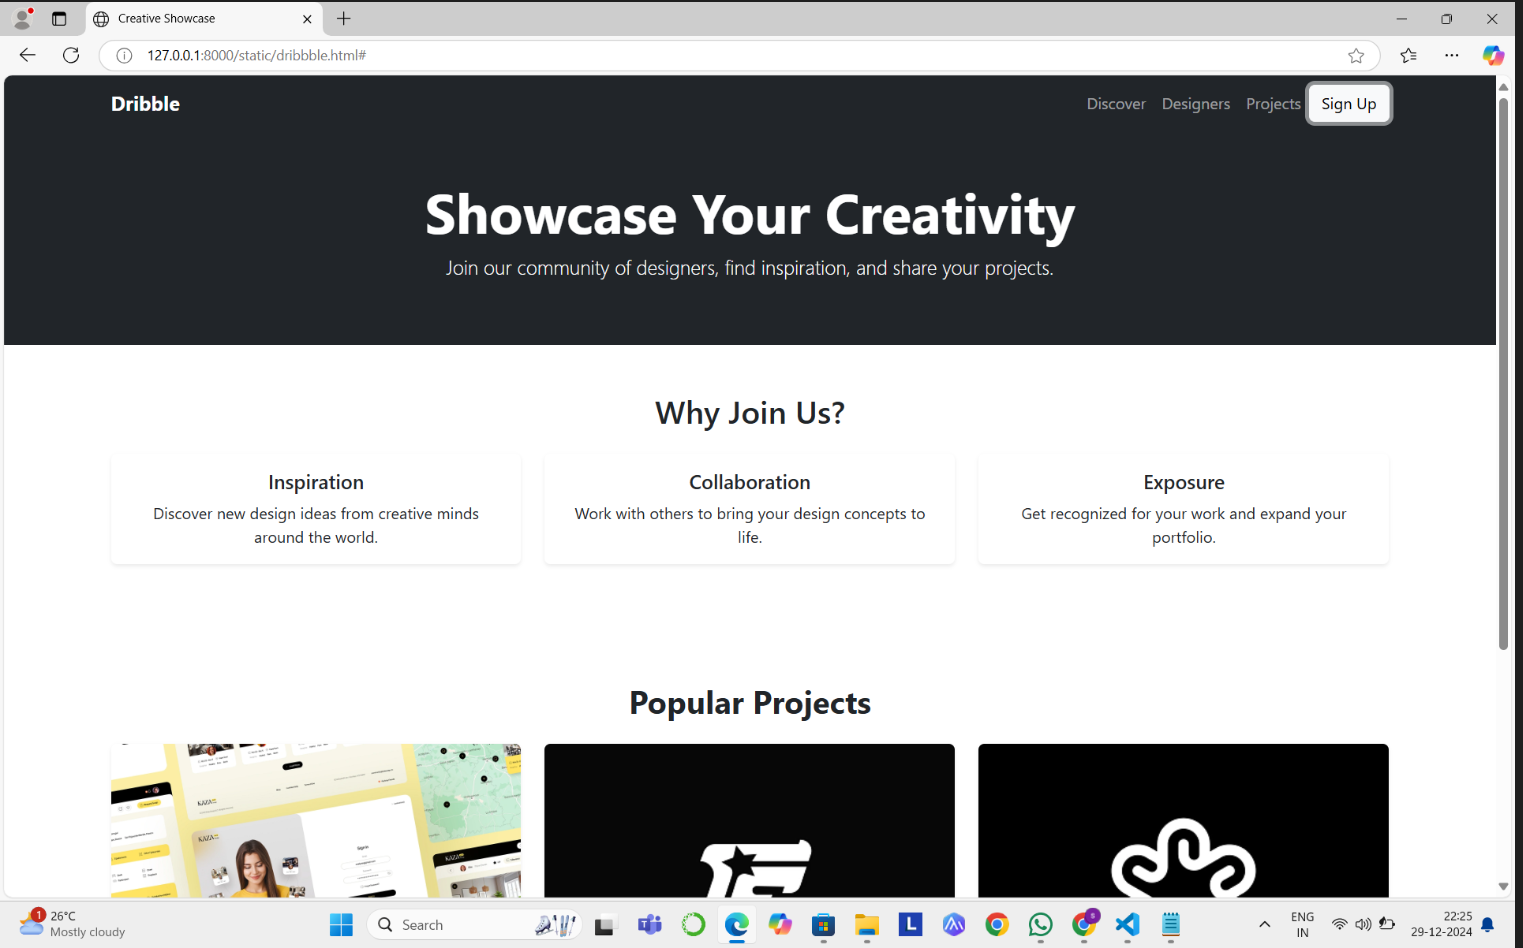 Creative Showcase
127.0.0.1:8000/static/dribbble.html#
Dribble
Discover Designers Projects Sign Up
Showcase Your Creativity
Join our community of designers, find inspiration, and share your projects.
Why Join Us?
Inspiration
Discover new design ideas from creative minds
around the world.
Collaboration
Work with others to bring your design concepts to
life.
Exposure
Get recognized for your work and expand your
portfolio.
Popular Projects
KAZA
KAZA
KAZA
1
26°C
Mostly cloudy
Search
L
ENG
IN
22:25
29-12-2024